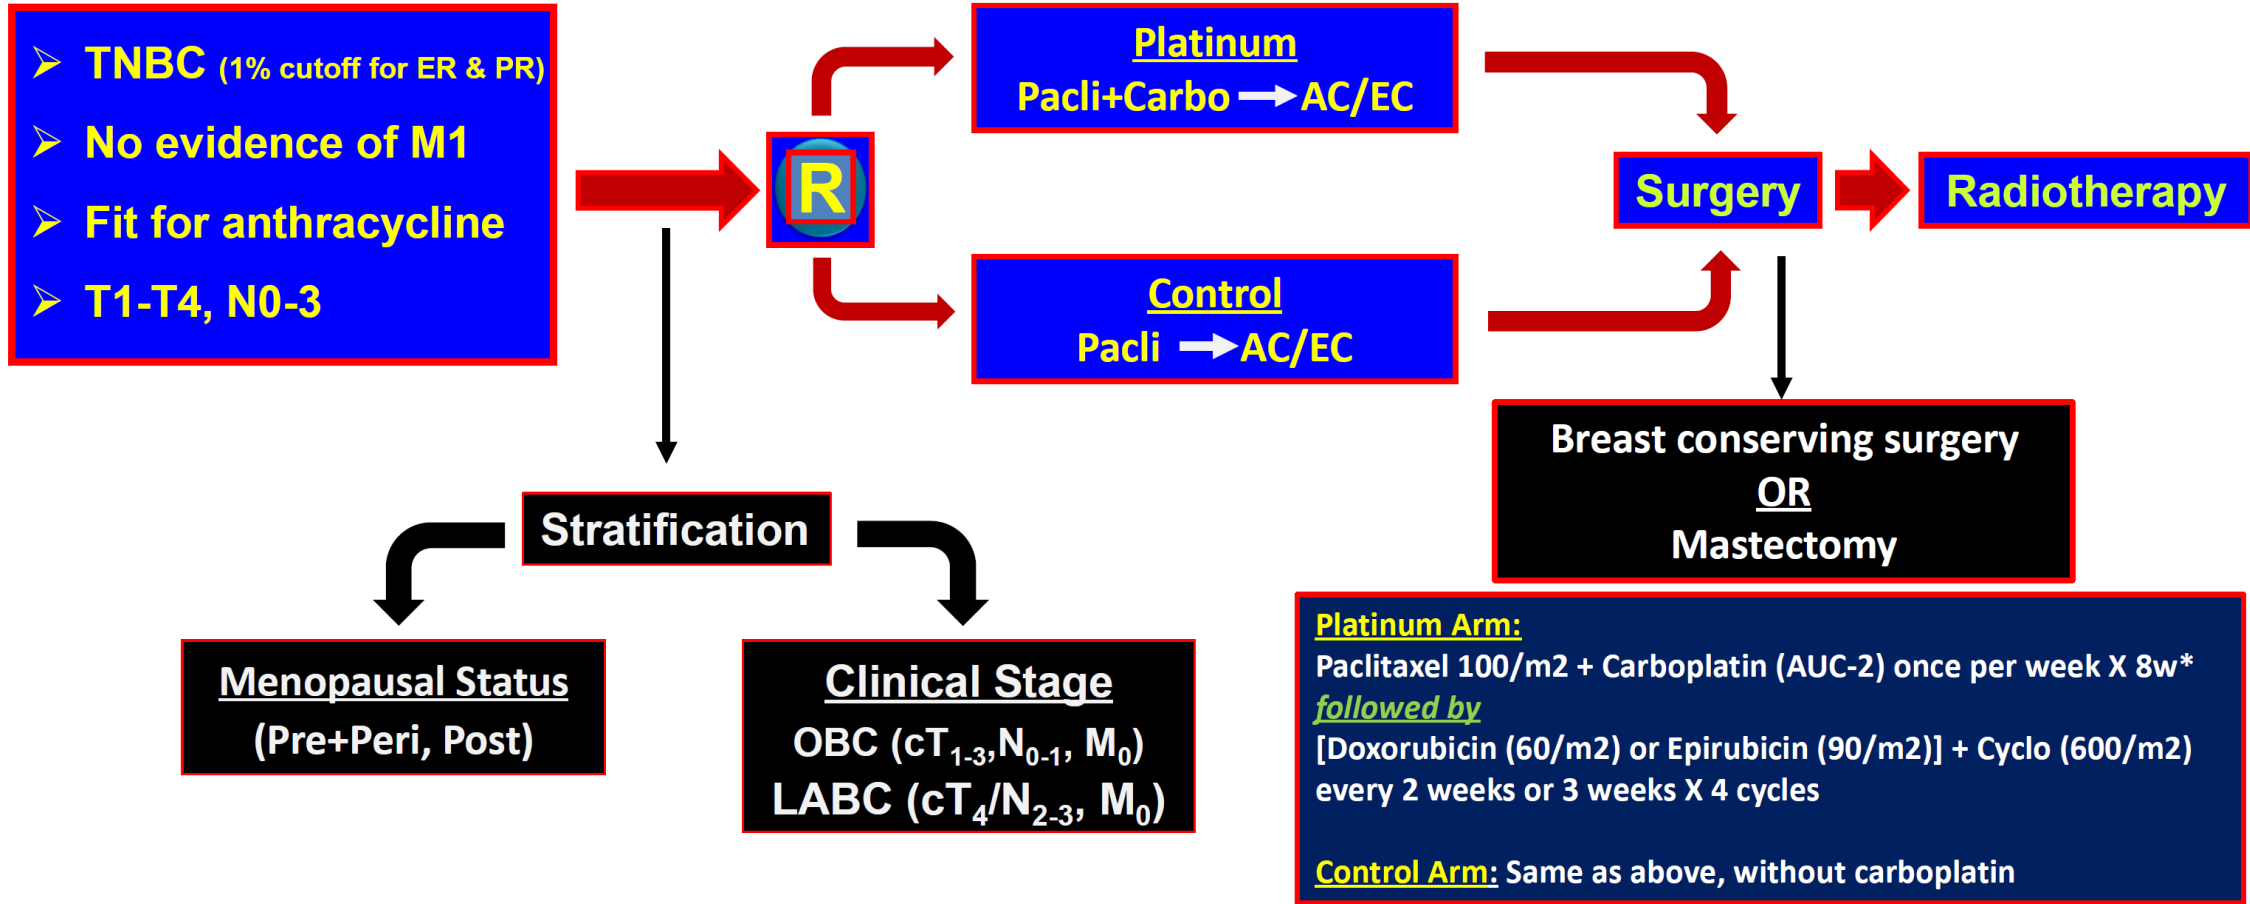 TNBC (1% cutoff for ER & PR)
No evidence of M1
Fit for anthracycline
T1-T4, N0-3
R
Platinum
Pacli+Carbo → AC/EC
Control
Pacli → AC/EC
Surgery
Radiotherapy
Breast conserving surgery
OR
Mastectomy
Stratification
Menopausal Status
(Pre+Peri, Post)
Clinical Stage
OBC (cT1-3,N0-1, M0)
LABC (cT4/N2-3, M0)
Platinum Arm:
Paclitaxel 100/m2 + Carboplatin (AUC-2) once per week X 8w*
followed by
[Doxorubicin (60/m2) or Epirubicin (90/m2)] + Cyclo (600/m2)
every 2 weeks or 3 weeks X 4 cycles
Control Arm: Same as above, without carboplatin